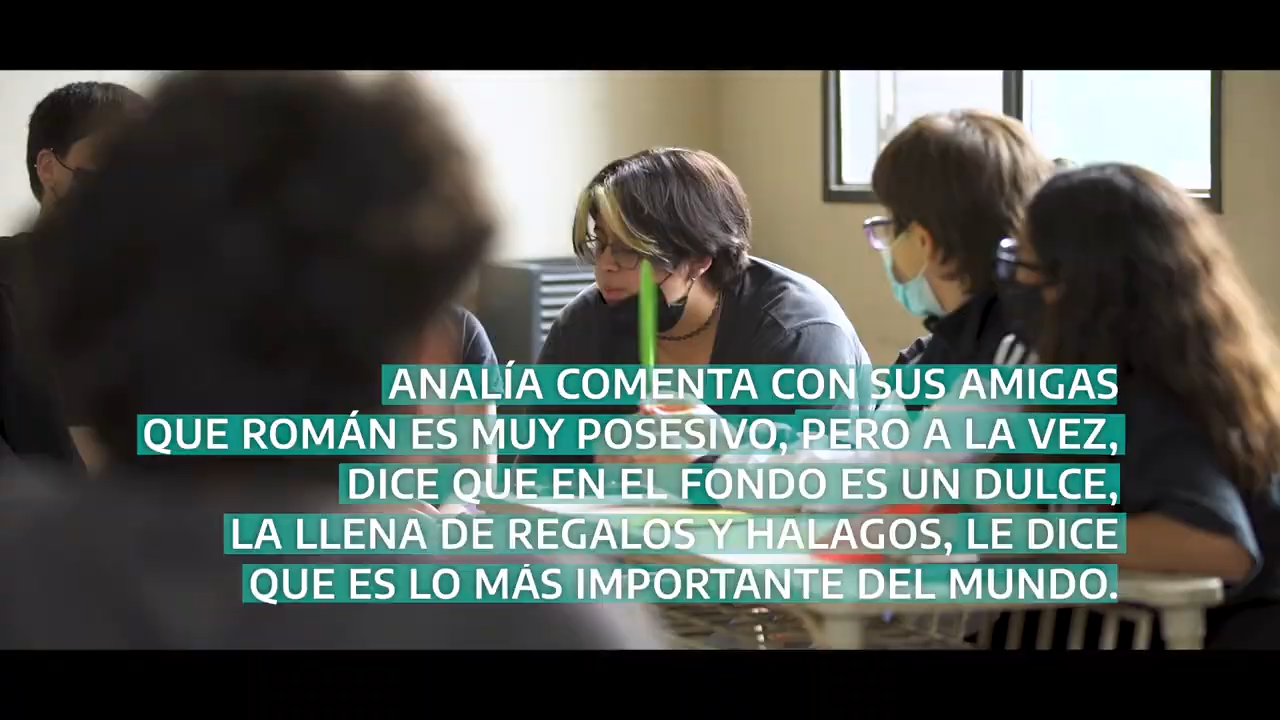 ANALÍA COMENTA CON SUS AMIGAS
QUE ROMÁN ES MUY POSESIVO, PERO A LA VEZ,
DICE QUE EN EL FONDO ES UN DULCE,
LA LLENA DE REGALOS Y HALAGOS, LE DICE
QUE ES LO MÁS IMPORTANTE DEL MUNDO.